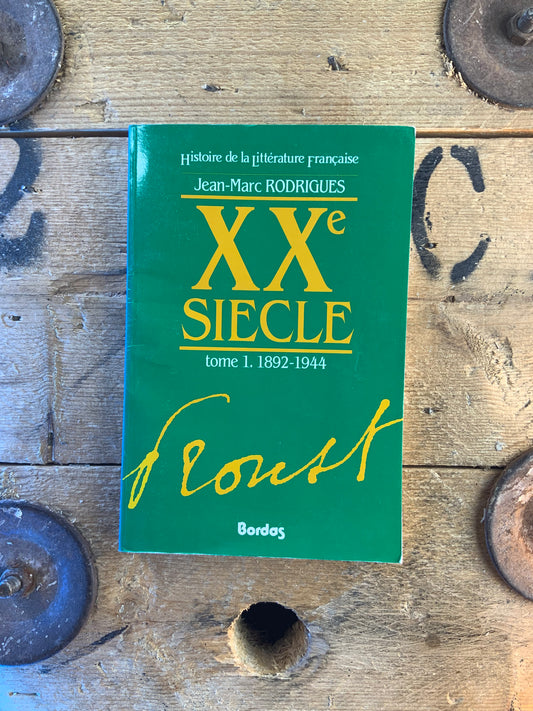 Histoire de la Littérature Française
Jean-Marc RODRIGUES
XXe
SIECLE
tome 1. 1892-1944
Proust
Bordas
C